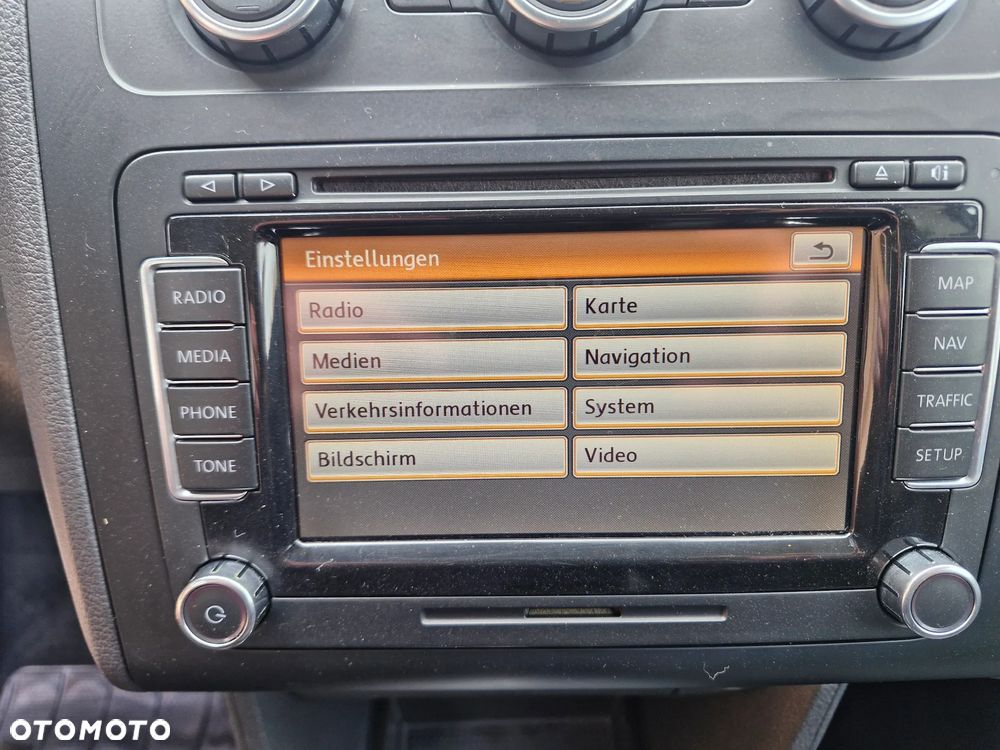 Einstellungen
RADIO
MEDIA
PHONE
TONE
Radio
Medien
Verkehrsinformationen
Bildschirm
Karte
Navigation
System
Video
MAP
NAV
TRAFFIC
SETUP
OTOMOTO